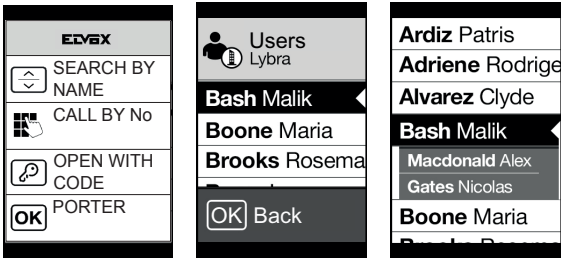 ELVOX
SEARCH BY
NAME
CALL BY No
OPEN WITH
CODE
OK PORTER
Users
Lybra
Bash Malik
Boone Maria
Brooks Rosema
OK Back
Ardiz Patris
Adriene Rodrige
Alvarez Clyde
Bash Malik
Macdonald Alex
Gates Nicolas
Boone Maria